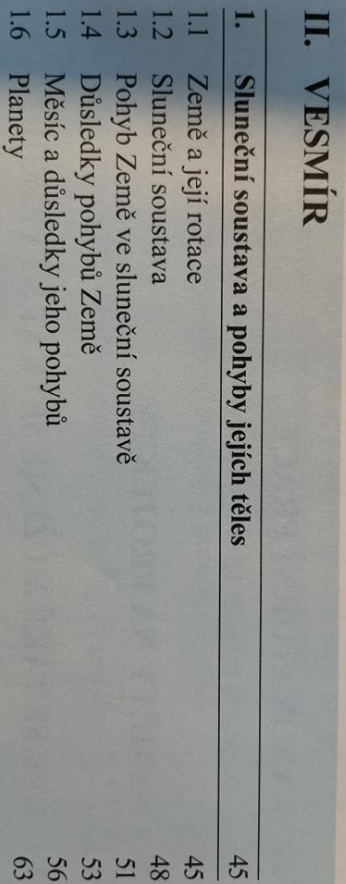 II. VESMÍR
1. Sluneční soustava a pohyby jejích těles 45
1.1 Země a její rotace 45
1.2 Sluneční soustava 48
1.3 Pohyb Země ve sluneční soustavě 51
1.4 Důsledky pohybů Země 53
1.5 Měsíc a důsledky jeho pohybů 56
1.6 Planety 63